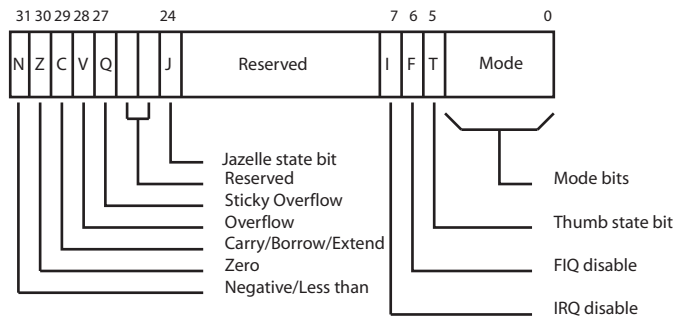 31 30 29 28 27 24 7 6 5 0
N Z C V Q J Reserved I F T Mode
Jazelle state bit
Reserved Mode bits
Sticky Overflow
Overflow Thumb state bit
Carry/Borrow/Extend
Zero FIQ disable
Negative/Less than
IRQ disable